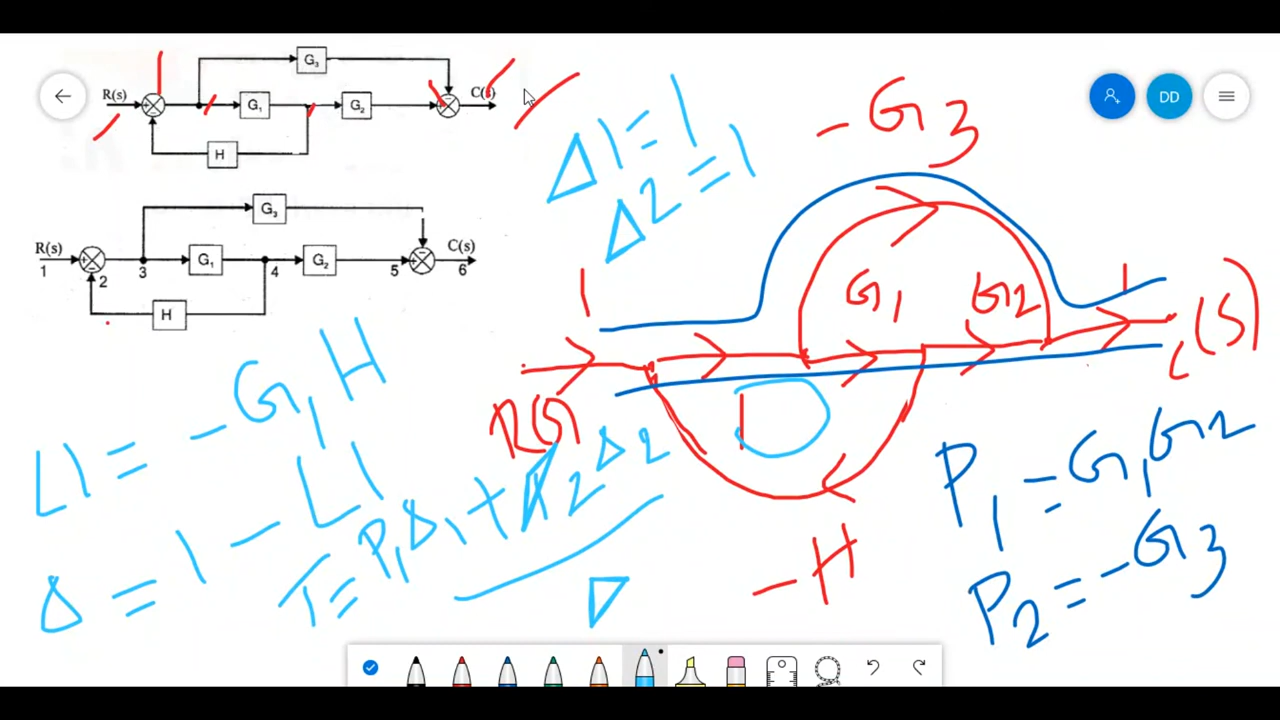 G₃
R(s)
G₁
G₂
C(s)
H
G₃
R(s)
1
2
3
G₁
4
G₂
5
C(s)
6
H
Δ1 = 1
Δ2 = 1
-G3
1
G1
G2
1
C(S)
R(S)
1
-H
L1 = -G1H
Δ = 1 - L1
T = P1Δ1 + P2Δ2
Δ
P1 = G1G2
P2 = -G3
DD